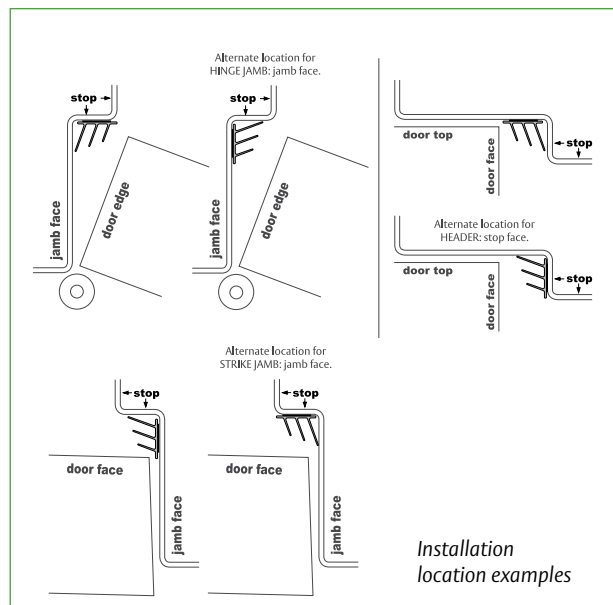 Alternate location for
HINGE JAMB: jamb face.
stop
jamb face
door edge
stop
jamb face
door edge
door top
door face
stop
Alternate location for
HEADER: stop face.
door top
door face
stop
Alternate location for
STRIKE JAMB: jamb face.
stop
door face
jamb face
stop
door face
jamb face
Installation
location examples